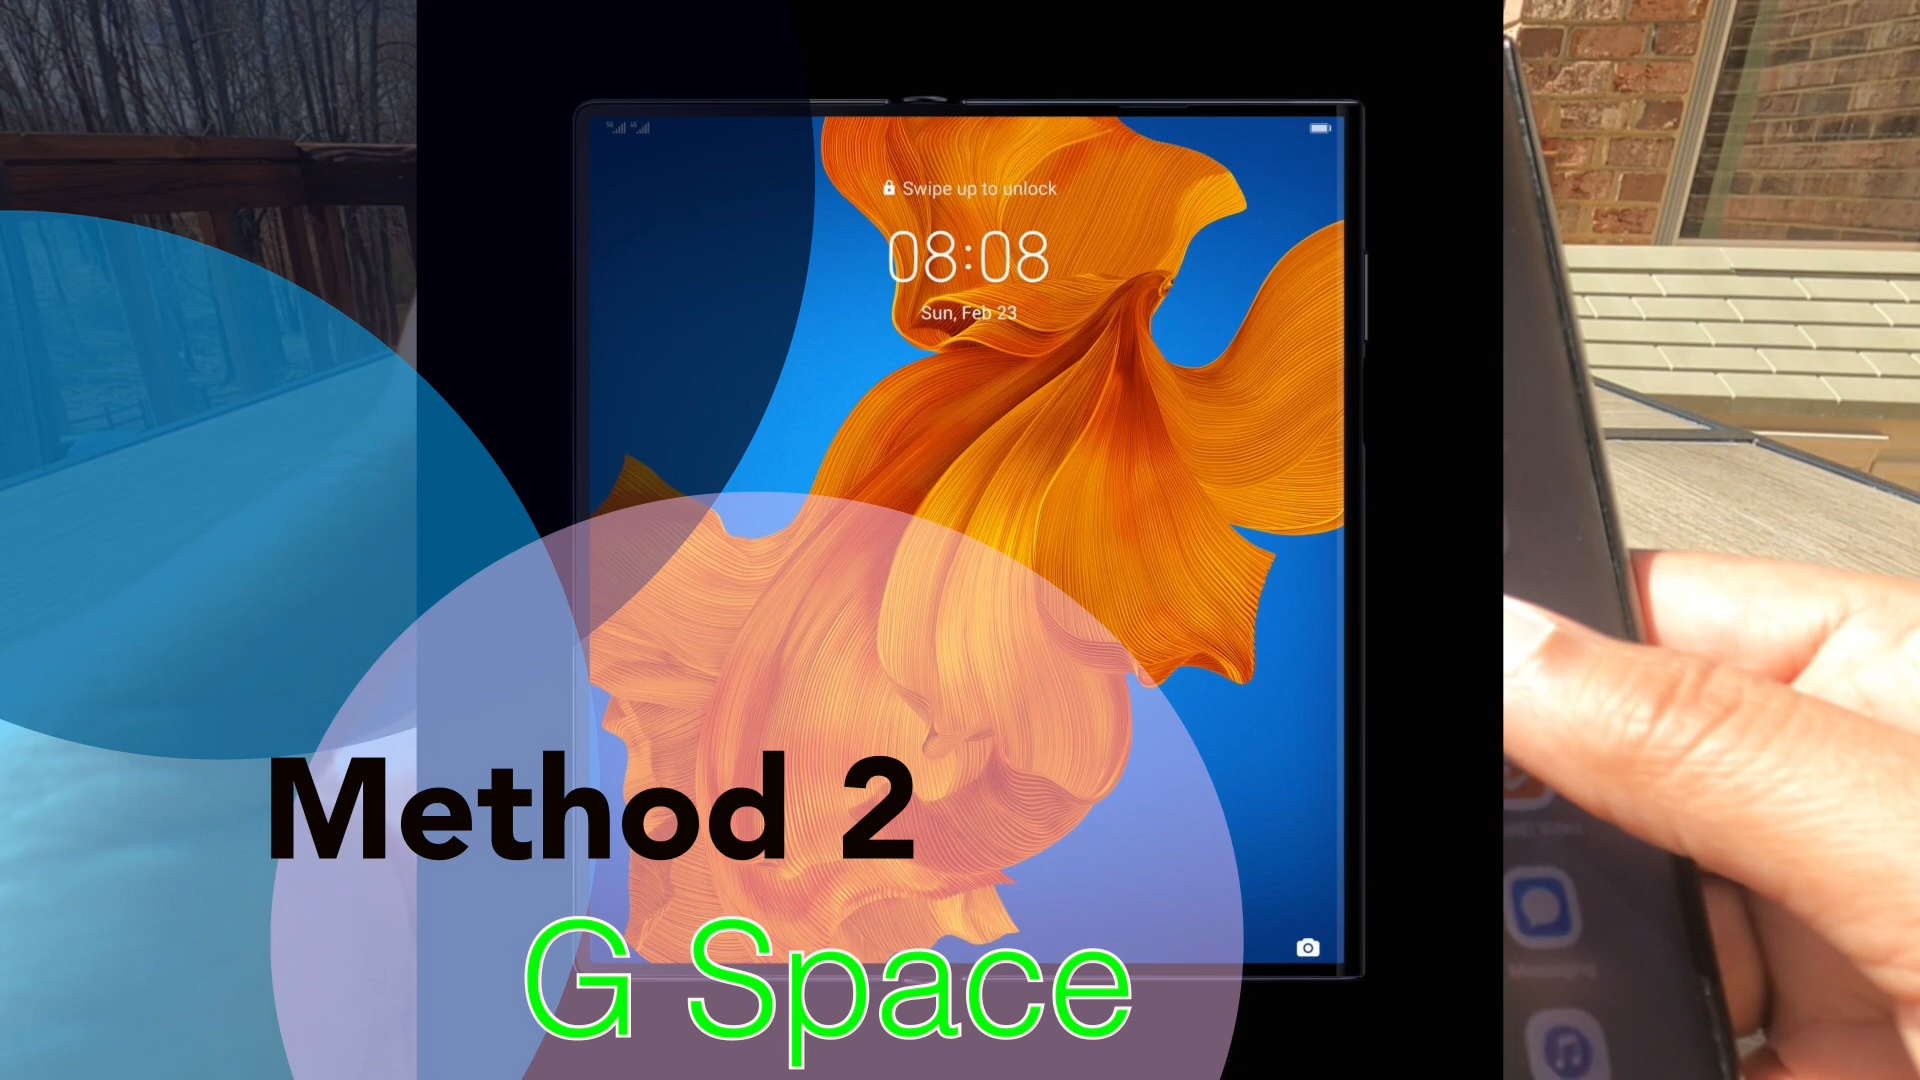 Swipe up to unlock
08:08
Sun, Feb 23
Method 2
G Space